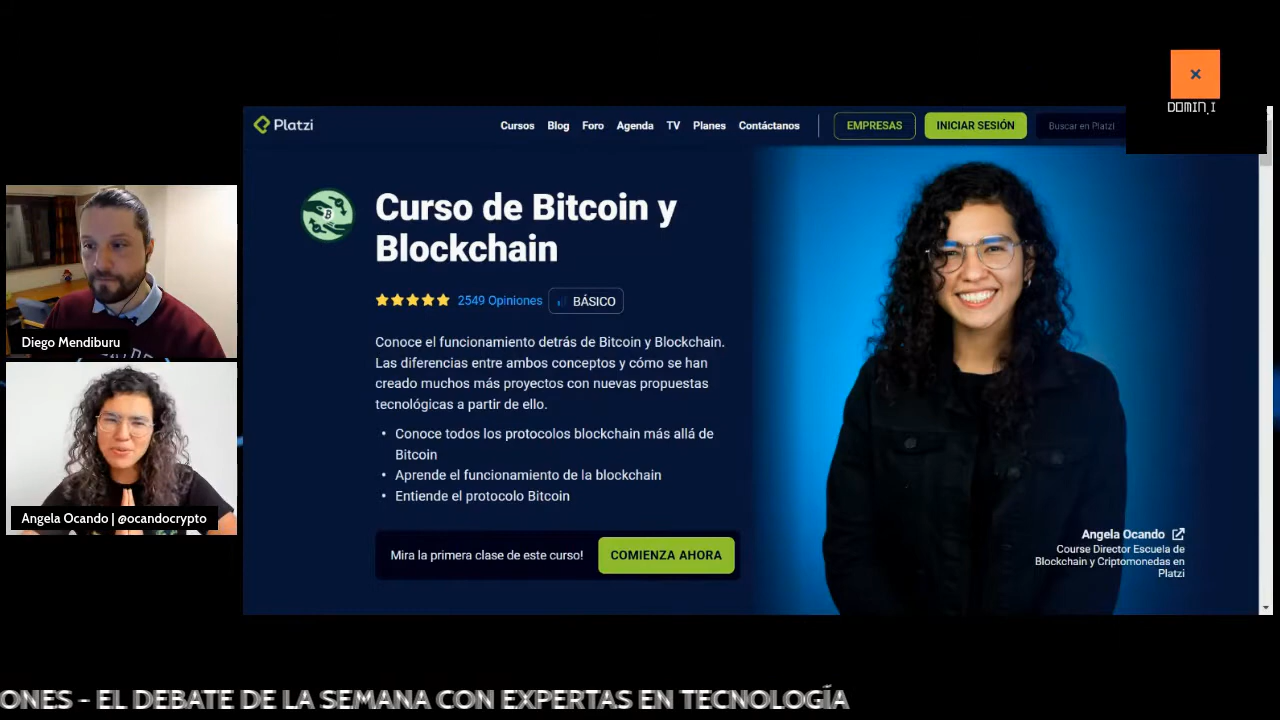 DOMIN.I
Platzi
Cursos Blog Foro Agenda TV Planes Contáctanos EMPRESAS INICIAR SESIÓN Buscar en Platzi
Curso de Bitcoin y
Blockchain
2549 Opiniones BÁSICO
Conoce el funcionamiento detrás de Bitcoin y Blockchain.
Las diferencias entre ambos conceptos y cómo se han
creado muchos más proyectos con nuevas propuestas
tecnológicas a partir de ello.
• Conoce todos los protocolos blockchain más allá de
Bitcoin
• Aprende el funcionamiento de la blockchain
• Entiende el protocolo Bitcoin
Mira la primera clase de este curso! COMIENZA AHORA
Angela Ocando
Course Director Escuela de
Blockchain y Criptomonedas en
Platzi
Diego Mendiburu
Angela Ocando | @ocandocrypto
ONES - EL DEBATE DE LA SEMANA CON EXPERTAS EN TECNOLOGÍA